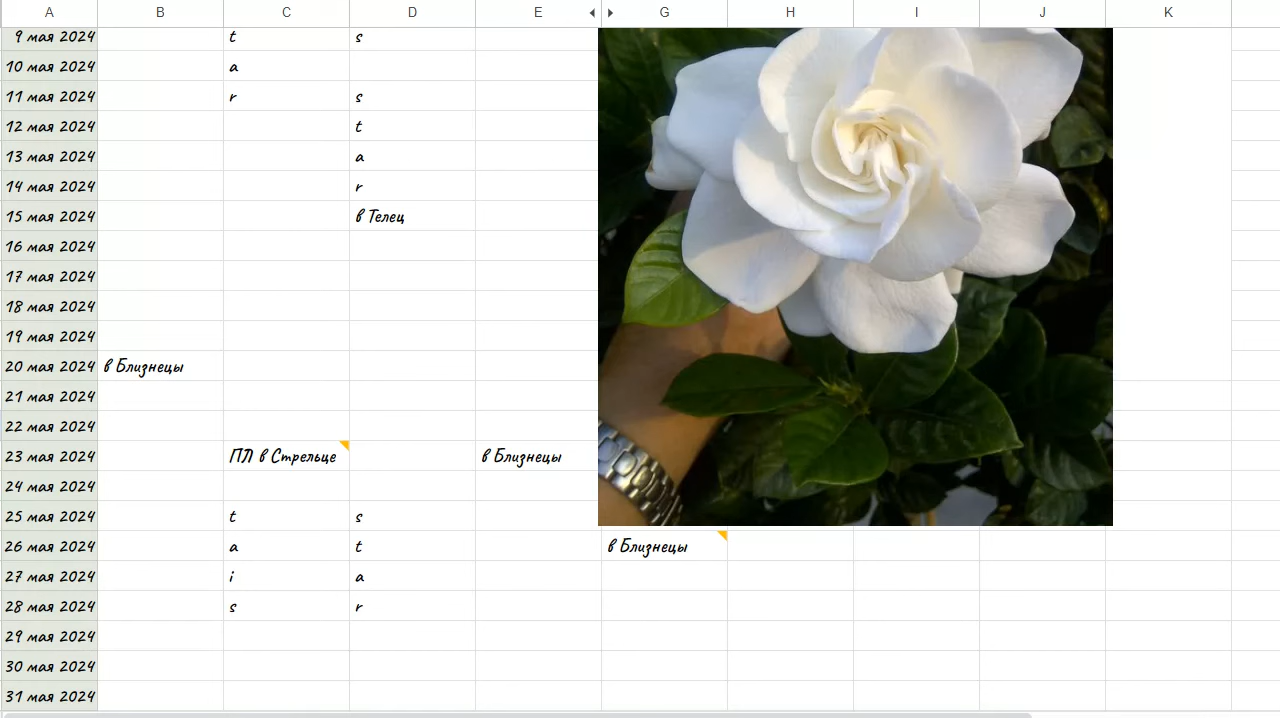 A B C D E G H I J K
9 мая 2024 t s
10 мая 2024 a
11 мая 2024 r s
12 мая 2024 t
13 мая 2024 a
14 мая 2024 r
15 мая 2024 в Телец
16 мая 2024
17 мая 2024
18 мая 2024
19 мая 2024
20 мая 2024 в Близнецы
21 мая 2024
22 мая 2024
23 мая 2024 ПЛ в Стрельце в Близнецы
24 мая 2024
25 мая 2024 t s
26 мая 2024 a t в Близнецы
27 мая 2024 i a
28 мая 2024 s r
29 мая 2024
30 мая 2024
31 мая 2024